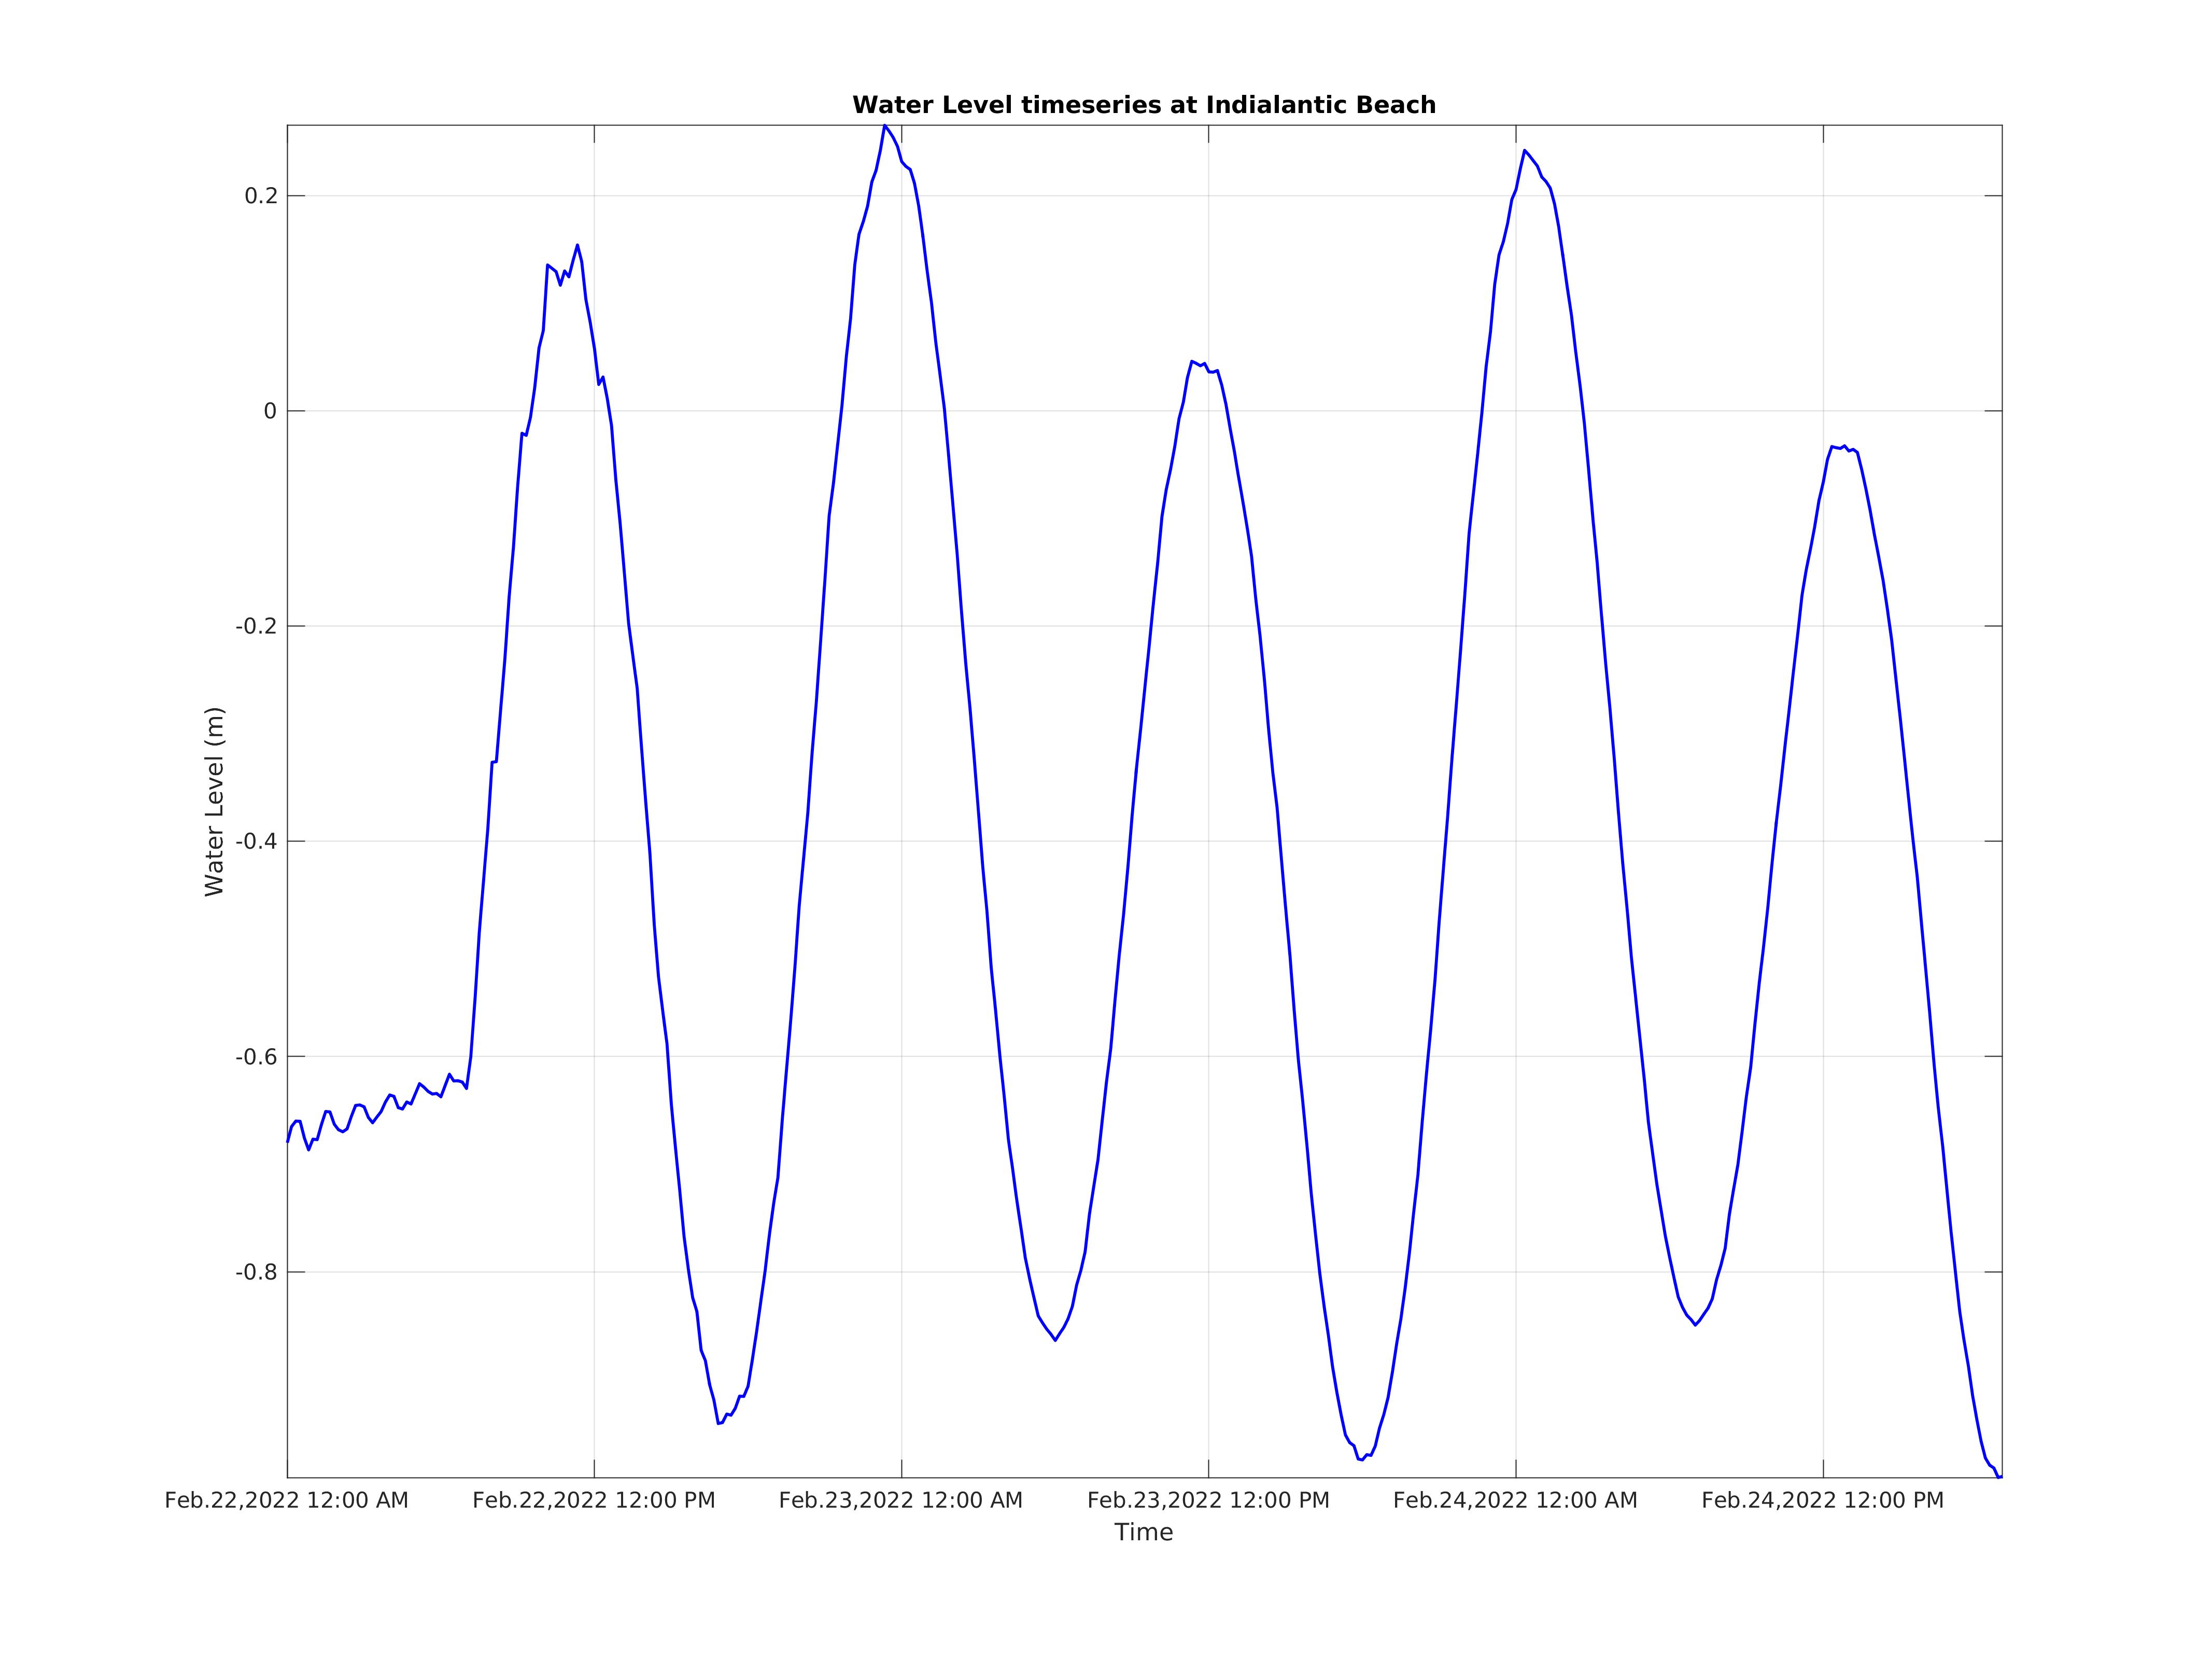 Water Level timeseries at Indialantic Beach
0.2
0
-0.2
-0.4
-0.6
-0.8
Water Level (m)
Feb.22,2022 12:00 AM
Feb.22,2022 12:00 PM
Feb.23,2022 12:00 AM
Feb.23,2022 12:00 PM
Feb.24,2022 12:00 AM
Feb.24,2022 12:00 PM
Time